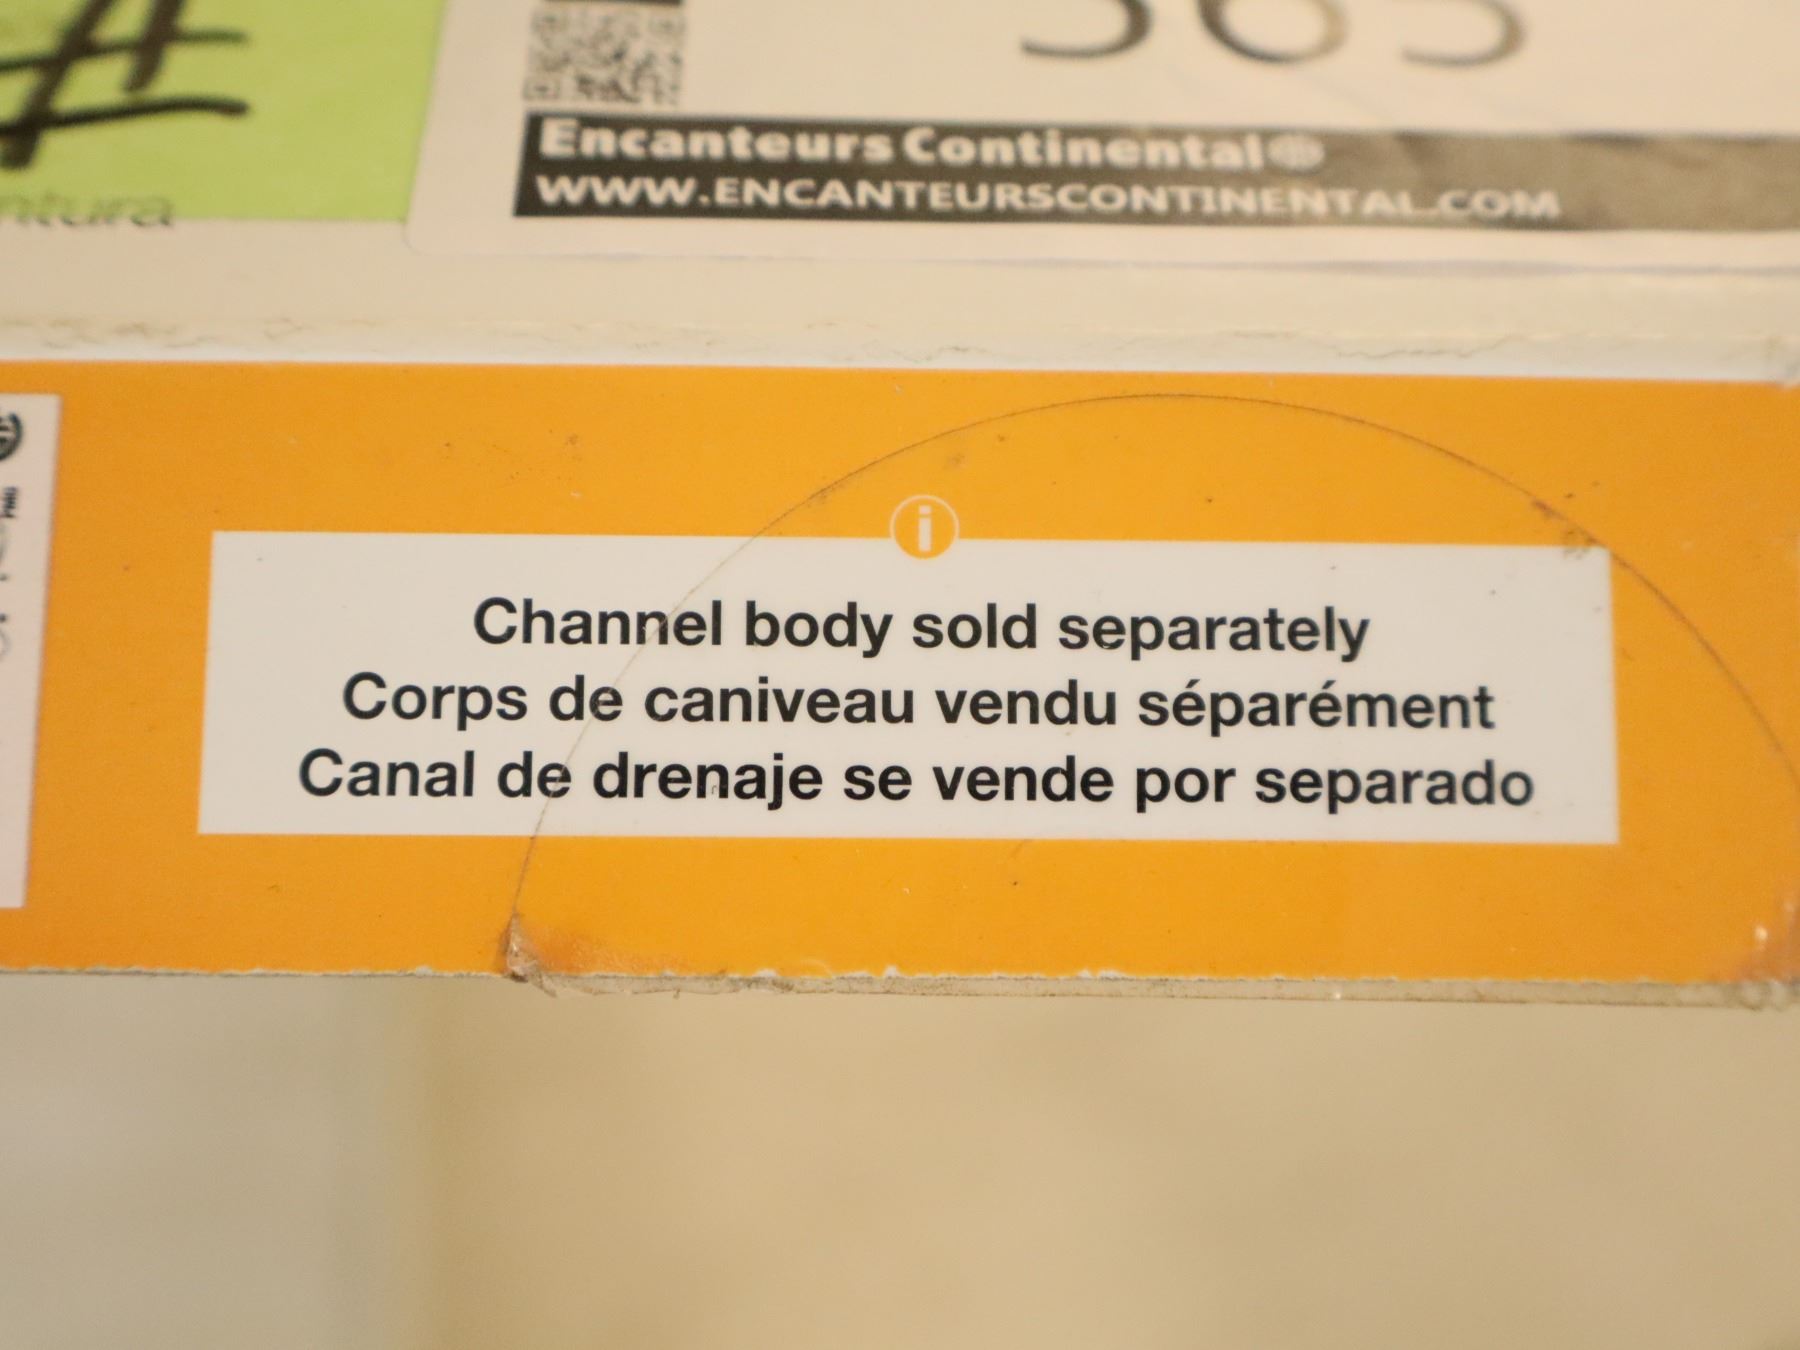 #
Encanteurs Continental
WWW.ENCANTEURSCONTINENTAL.COM
i
Channel body sold separately
Corps de caniveau vendu séparément
Canal de drenaje se vende por separado